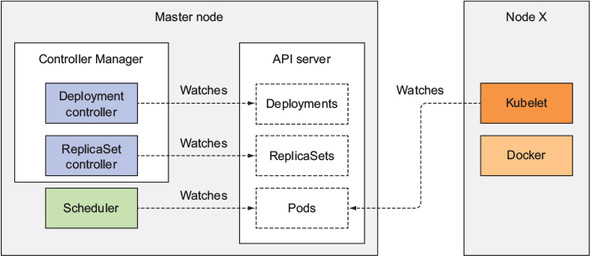 Master node
Node X
Controller Manager
API server
Deployment
controller
Watches
Deployments
Watches
Kubelet
ReplicaSet
controller
Watches
ReplicaSets
Docker
Scheduler
Watches
Pods